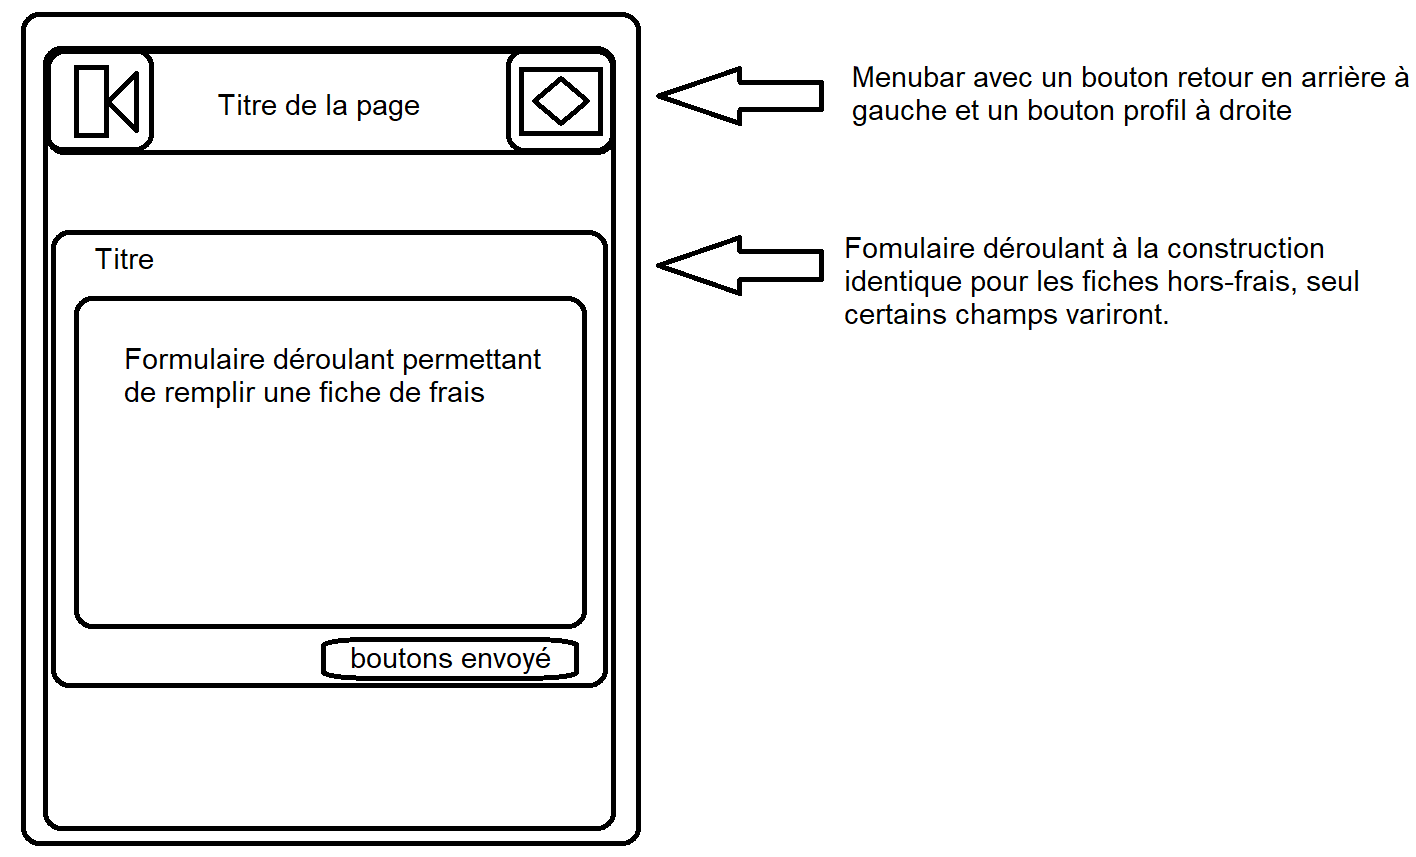 Titre de la page
Menubar avec un bouton retour en arrière à
gauche et un bouton profil à droite
Titre
Fomulaire déroulant à la construction
identique pour les fiches hors-frais, seul
certains champs variront.
Formulaire déroulant permettant
de remplir une fiche de frais
boutons envoyé